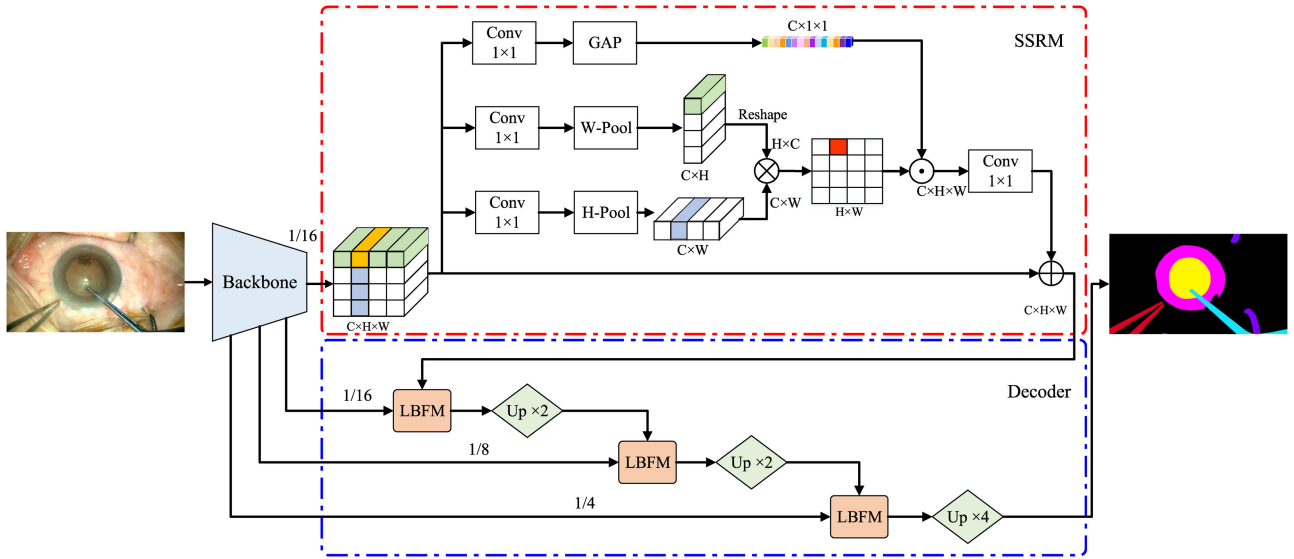 Conv
1×1
GAP
C×1×1
SSRM
Conv
1×1
W-Pool
C×H
Reshape
H×C
C×W
H×W
C×H×W
Conv
1×1
Conv
1×1
H-Pool
C×W
1/16
Backbone
C×H×W
C×H×W
Decoder
1/16
LBFM
Up ×2
1/8
LBFM
Up ×2
1/4
LBFM
Up ×4